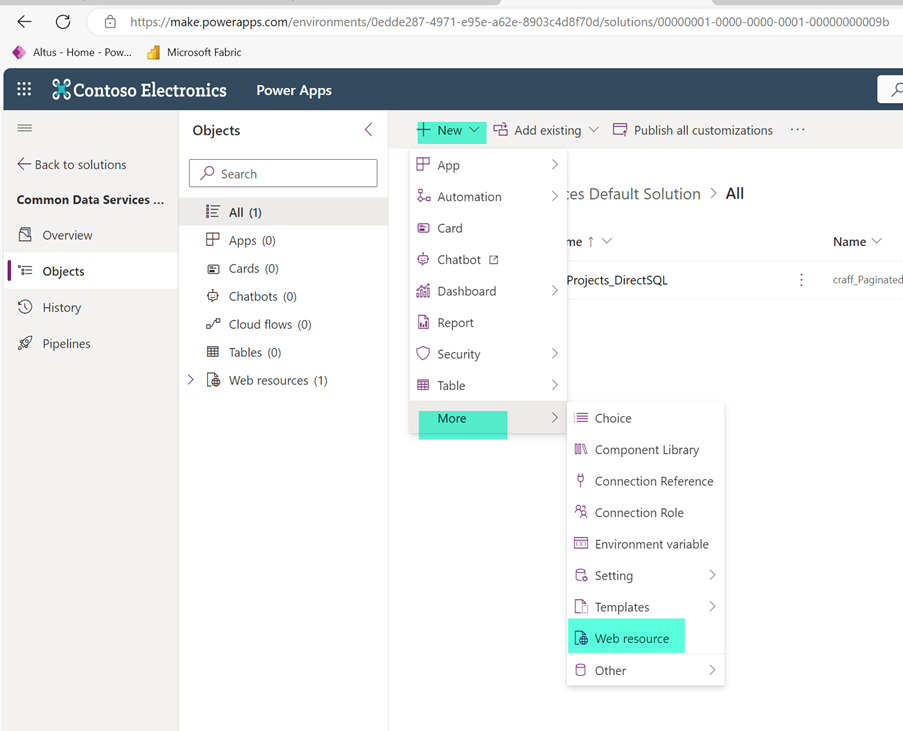 https://make.powerapps.com/environments/0edde287-4971-e95e-a62e-8903c4d8f70d/solutions/00000001-0000-0000-0001-00000000009b
Altus - Home - Pow... Microsoft Fabric
Contoso Electronics Power Apps
Objects
New Add existing Publish all customizations ...
Back to solutions
Search
App
Common Data Services ...
All (1)
Automation
ces Default Solution > All
Overview
Apps (0)
Card
me ↑ Name
Objects
Cards (0)
Chatbot
Projects_DirectSQL craff_Paginated
History
Chatbots (0)
Dashboard
Pipelines
Cloud flows (0)
Report
Tables (0)
Security
Web resources (1)
Table
More
Choice
Component Library
Connection Reference
Connection Role
Environment variable
Setting
Templates
Web resource
Other